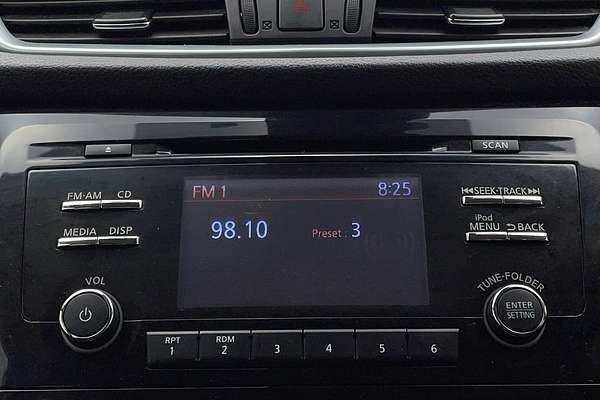 SCAN
FM 1 8:25
FM·AM CD
SEEK·TRACK
98.10 Preset : 3
iPod
MENU BACK
MEDIA DISP
VOL
TUNE·FOLDER
ENTER
SETTING
RPT RDM
1 2 3 4 5 6